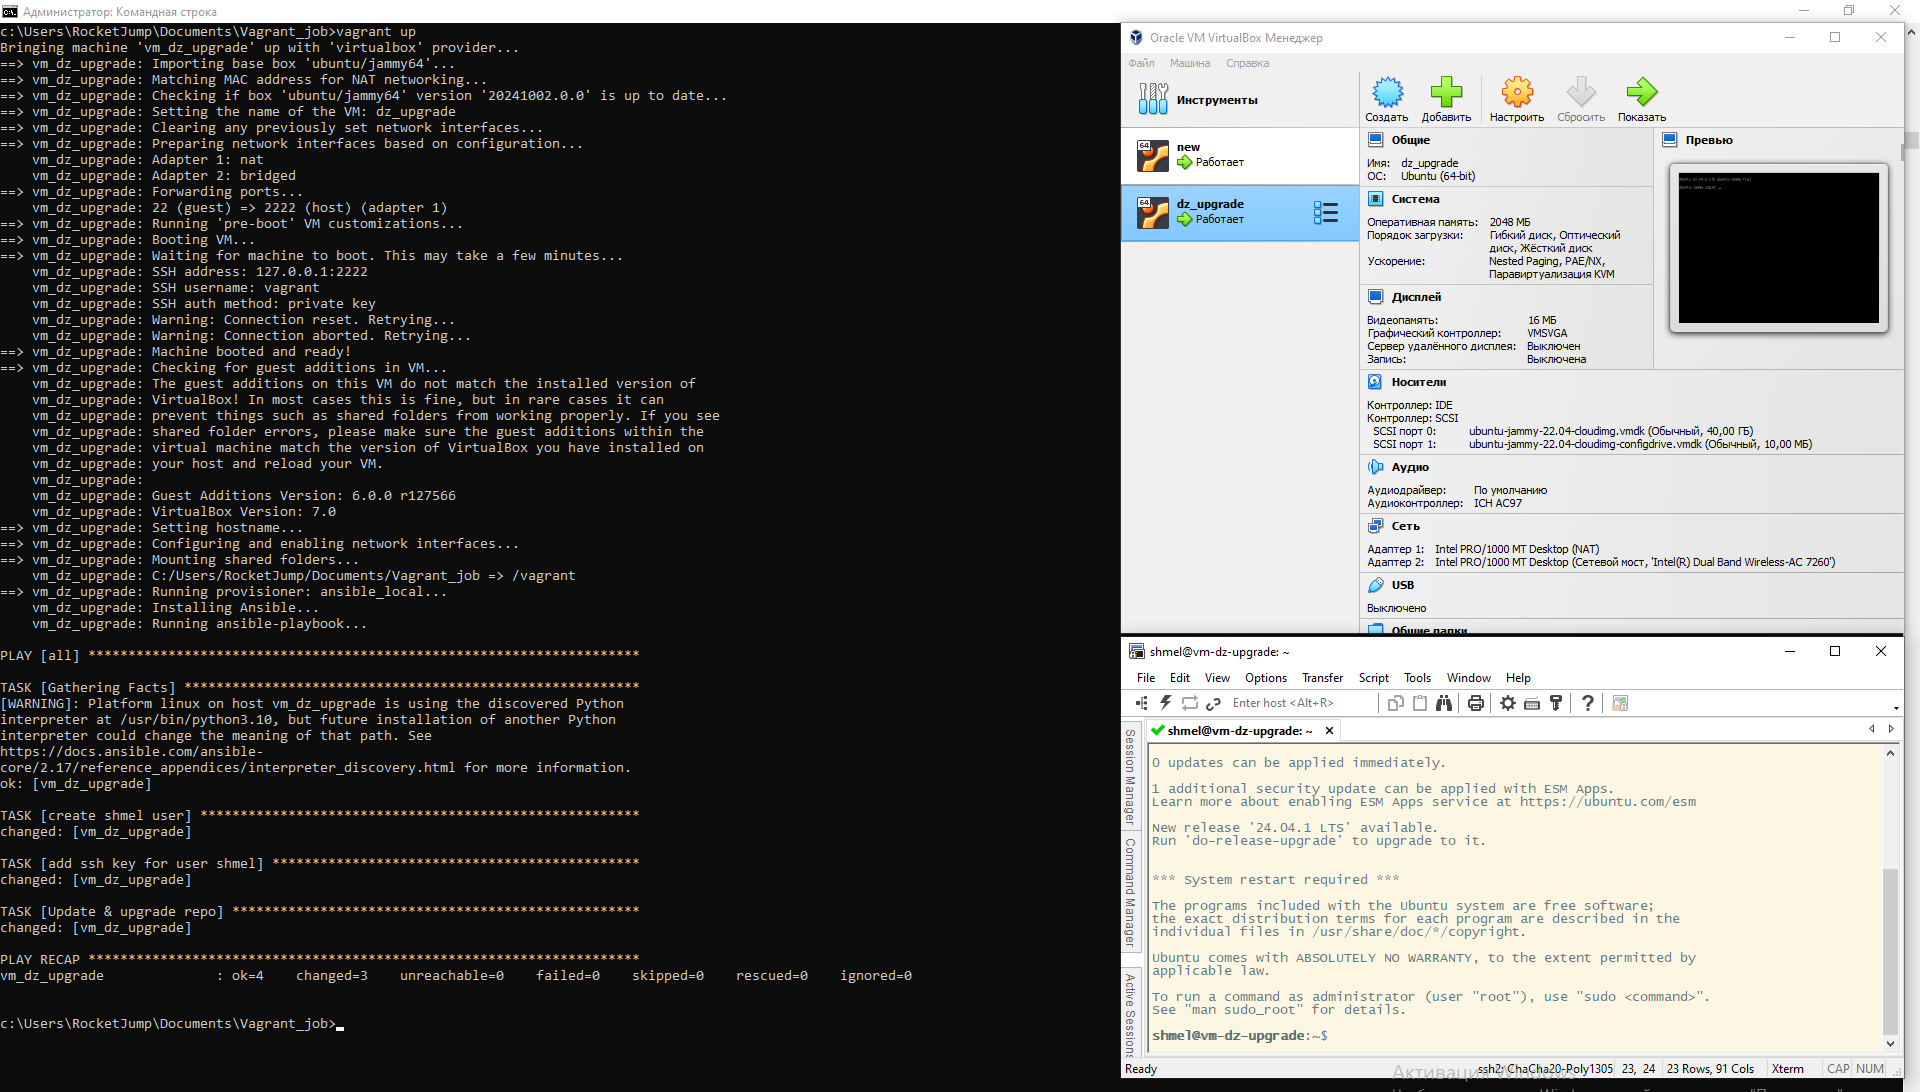 Администратор: Командная строка
c:\Users\RocketJump\Documents\Vagrant_job>vagrant up
Bringing machine 'vm_dz_upgrade' up with 'virtualbox' provider...
==> vm_dz_upgrade: Importing base box 'ubuntu/jammy64'...
==> vm_dz_upgrade: Matching MAC address for NAT networking...
==> vm_dz_upgrade: Checking if box 'ubuntu/jammy64' version '20241002.0.0' is up to date...
==> vm_dz_upgrade: Setting the name of the VM: dz_upgrade
==> vm_dz_upgrade: Clearing any previously set network interfaces...
==> vm_dz_upgrade: Preparing network interfaces based on configuration...
    vm_dz_upgrade: Adapter 1: nat
    vm_dz_upgrade: Adapter 2: bridged
==> vm_dz_upgrade: Forwarding ports...
    vm_dz_upgrade: 22 (guest) => 2222 (host) (adapter 1)
==> vm_dz_upgrade: Running 'pre-boot' VM customizations...
==> vm_dz_upgrade: Booting VM...
==> vm_dz_upgrade: Waiting for machine to boot. This may take a few minutes...
    vm_dz_upgrade: SSH address: 127.0.0.1:2222
    vm_dz_upgrade: SSH username: vagrant
    vm_dz_upgrade: SSH auth method: private key
    vm_dz_upgrade: Warning: Connection reset. Retrying...
    vm_dz_upgrade: Warning: Connection aborted. Retrying...
==> vm_dz_upgrade: Machine booted and ready!
==> vm_dz_upgrade: Checking for guest additions in VM...
    vm_dz_upgrade: The guest additions on this VM do not match the installed version of
    vm_dz_upgrade: VirtualBox! In most cases this is fine, but in rare cases it can
    vm_dz_upgrade: prevent things such as shared folders from working properly. If you see
    vm_dz_upgrade: shared folder errors, please make sure the guest additions within the
    vm_dz_upgrade: virtual machine match the version of VirtualBox you have installed on
    vm_dz_upgrade: your host and reload your VM.
    vm_dz_upgrade:
    vm_dz_upgrade: Guest Additions Version: 6.0.0 r127566
    vm_dz_upgrade: VirtualBox Version: 7.0
==> vm_dz_upgrade: Setting hostname...
==> vm_dz_upgrade: Configuring and enabling network interfaces...
==> vm_dz_upgrade: Mounting shared folders...
    vm_dz_upgrade: C:/Users/RocketJump/Documents/Vagrant_job => /vagrant
==> vm_dz_upgrade: Running provisioner: ansible_local...
    vm_dz_upgrade: Installing Ansible...
    vm_dz_upgrade: Running ansible-playbook...
PLAY [all] *********************************************************************
TASK [Gathering Facts] *********************************************************
[WARNING]: Platform linux on host vm_dz_upgrade is using the discovered Python
interpreter at /usr/bin/python3.10, but future installation of another Python
interpreter could change the meaning of that path. See
https://docs.ansible.com/ansible-
core/2.17/reference_appendices/interpreter_discovery.html for more information.
ok: [vm_dz_upgrade]
TASK [create shmel user] *******************************************************
changed: [vm_dz_upgrade]
TASK [add ssh key for user shmel] **********************************************
changed: [vm_dz_upgrade]
TASK [Update & upgrade repo] ***************************************************
changed: [vm_dz_upgrade]
PLAY RECAP *********************************************************************
vm_dz_upgrade              : ok=4    changed=3    unreachable=0    failed=0    skipped=0    rescued=0    ignored=0
c:\Users\RocketJump\Documents\Vagrant_job>
Oracle VM VirtualBox Менеджер
Файл Машина Справка
Инструменты
Создать Добавить Настроить Сбросить Показать
new
Работает
dz_upgrade
Работает
Общие
Имя: dz_upgrade
ОС: Ubuntu (64-bit)
Превью
Система
Оперативная память: 2048 МБ
Порядок загрузки: Гибкий диск, Оптический
диск, Жёсткий диск
Ускорение: Nested Paging, PAE/NX,
Паравиртуализация KVM
Дисплей
Видеопамять: 16 МБ
Графический контроллер: VMSVGA
Сервер удалённого дисплея: Выключен
Запись: Выключена
Носители
Контроллер: IDE
Контроллер: SCSI
SCSI порт 0: ubuntu-jammy-22.04-cloudimg.vmdk (Обычный, 40,00 ГБ)
SCSI порт 1: ubuntu-jammy-22.04-cloudimg-configdrive.vmdk (Обычный, 10,00 МБ)
Аудио
Аудиодрайвер: По умолчанию
Аудиоконтроллер: ICH AC97
Сеть
Адаптер 1: Intel PRO/1000 MT Desktop (NAT)
Адаптер 2: Intel PRO/1000 MT Desktop (Сетевой мост, 'Intel(R) Dual Band Wireless-AC 7260')
USB
Выключено
Общие папки
shmel@vm-dz-upgrade: ~
File Edit View Options Transfer Script Tools Window Help
Enter host <Alt+R>
shmel@vm-dz-upgrade: ~
Session Manager
Command Manager
Active Sessions
0 updates can be applied immediately.
1 additional security update can be applied with ESM Apps.
Learn more about enabling ESM Apps service at https://ubuntu.com/esm
New release '24.04.1 LTS' available.
Run 'do-release-upgrade' to upgrade to it.
*** System restart required ***
The programs included with the Ubuntu system are free software;
the exact distribution terms for each program are described in the
individual files in /usr/share/doc/*/copyright.
Ubuntu comes with ABSOLUTELY NO WARRANTY, to the extent permitted by
applicable law.
To run a command as administrator (user "root"), use "sudo <command>".
See "man sudo_root" for details.
shmel@vm-dz-upgrade:~$
Ready
ssh2: ChaCha20-Poly1305 23, 24 23 Rows, 91 Cols Xterm CAP NUM
Активация Windows